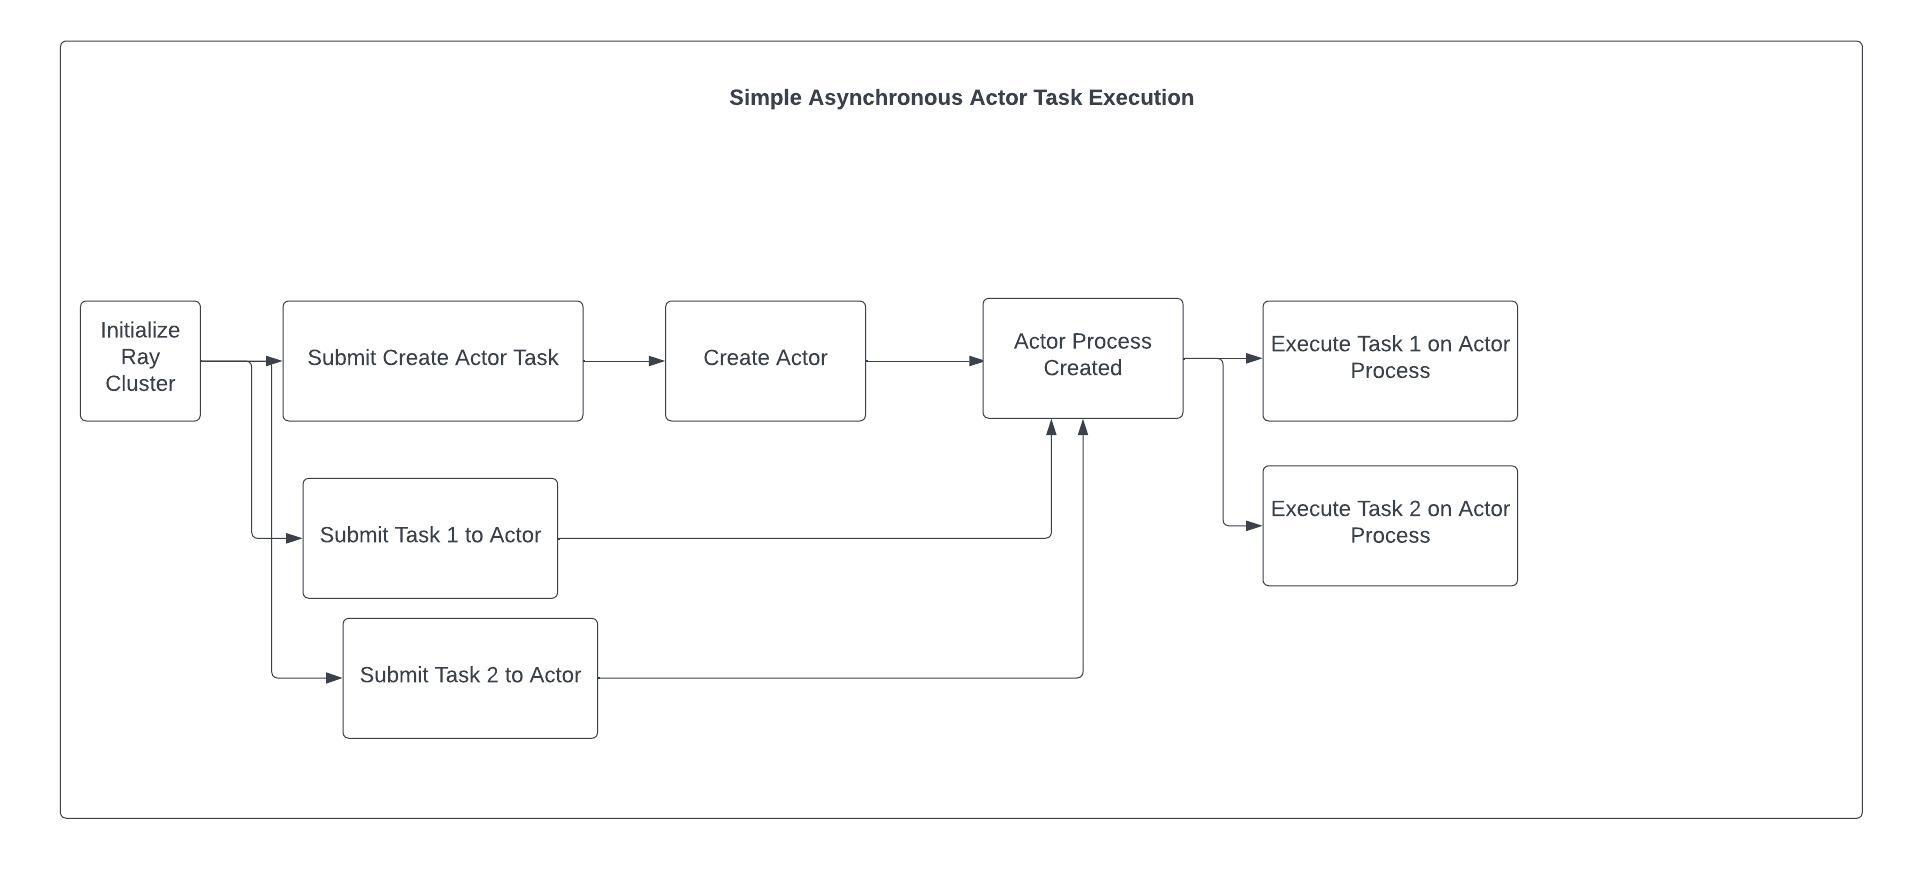 Simple Asynchronous Actor Task Execution
Initialize
Ray
Cluster
Submit Create Actor Task
Create Actor
Actor Process
Created
Execute Task 1 on Actor
Process
Submit Task 1 to Actor
Execute Task 2 on Actor
Process
Submit Task 2 to Actor